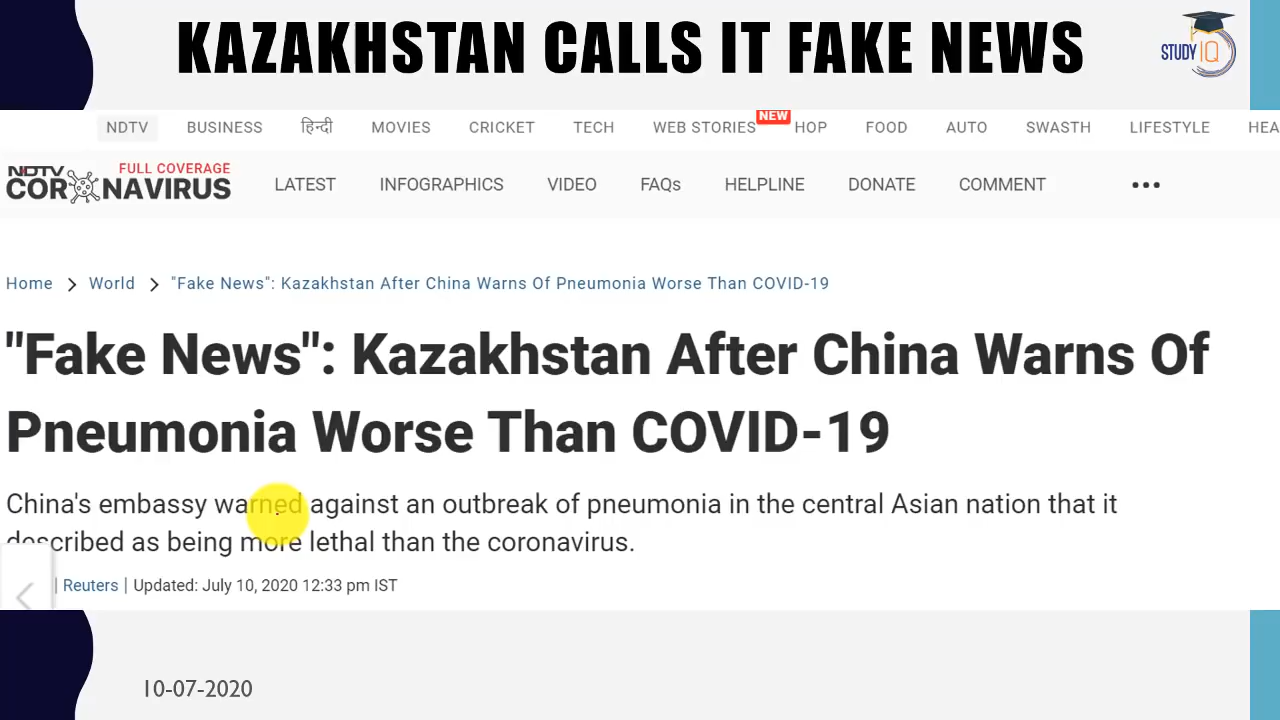 KAZAKHSTAN CALLS IT FAKE NEWS
STUDY IQ
NDTV BUSINESS हिन्दी MOVIES CRICKET TECH WEB STORIES NEW HOP FOOD AUTO SWASTH LIFESTYLE HEA
NDTV FULL COVERAGE
CORONAVIRUS LATEST INFOGRAPHICS VIDEO FAQs HELPLINE DONATE COMMENT
Home > World > "Fake News": Kazakhstan After China Warns Of Pneumonia Worse Than COVID-19
"Fake News": Kazakhstan After China Warns Of
Pneumonia Worse Than COVID-19
China's embassy warned against an outbreak of pneumonia in the central Asian nation that it
described as being more lethal than the coronavirus.
| Reuters | Updated: July 10, 2020 12:33 pm IST
10-07-2020